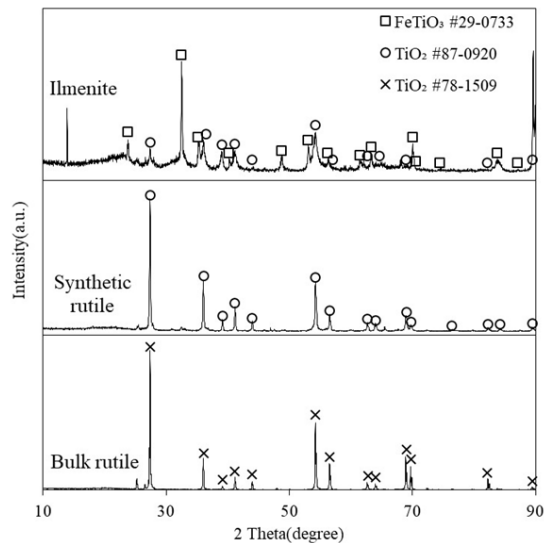 □ FeTiO₃ #29-0733
○ TiO₂ #87-0920
× TiO₂ #78-1509
Ilmenite
Synthetic
rutile
Bulk rutile
Intensity(a.u.)
10 30 50 70 90
2 Theta(degree)